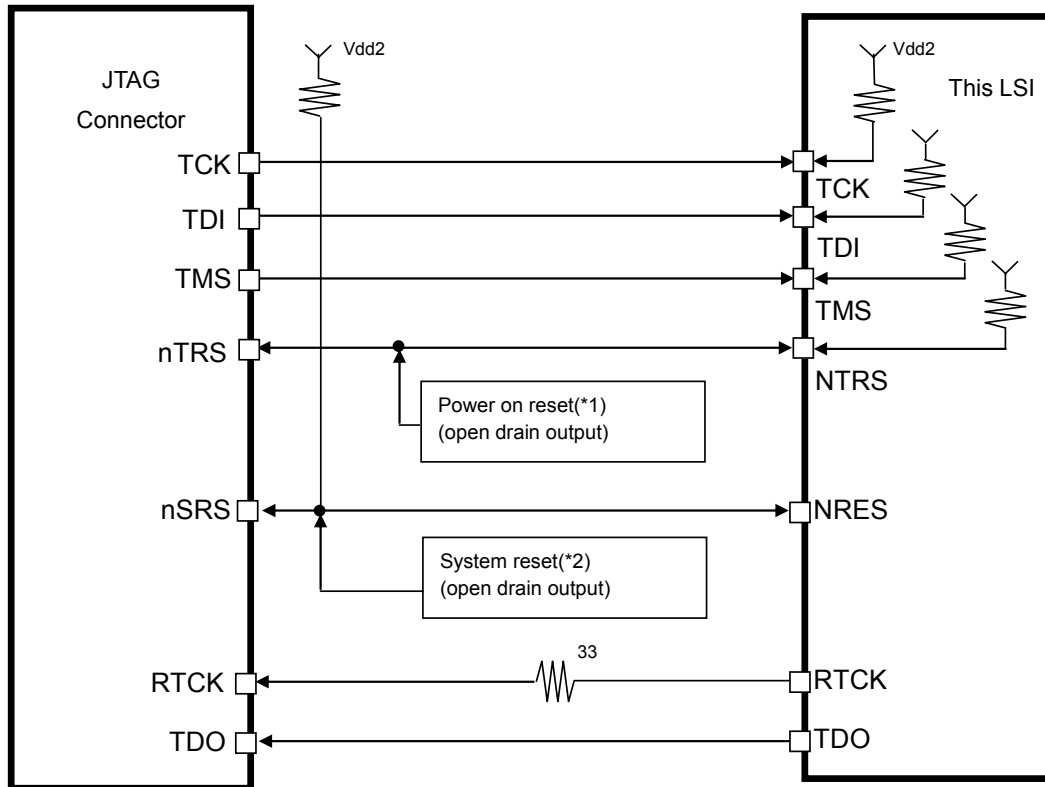 JTAG
Connector
Vdd2
Vdd2
This LSI
TCK
TCK
TDI
TDI
TMS
TMS
nTRS
NTRS
Power on reset(*1)
(open drain output)
nSRS
NRES
System reset(*2)
(open drain output)
33
RTCK
RTCK
TDO
TDO